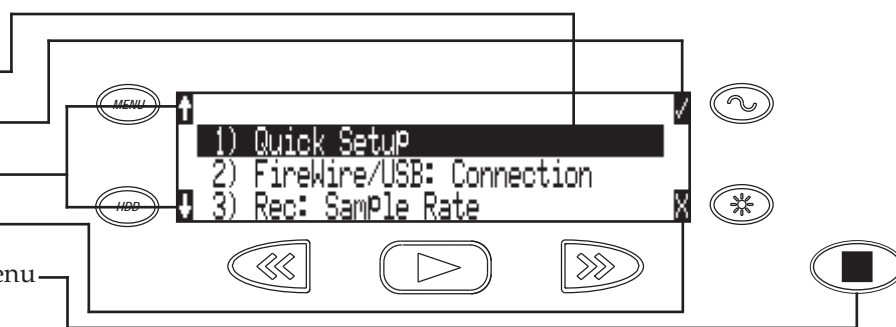 MENU
1) Quick Setup
2) FireWire/USB: Connection
HDD
3) Rec: Sample Rate
X
enu